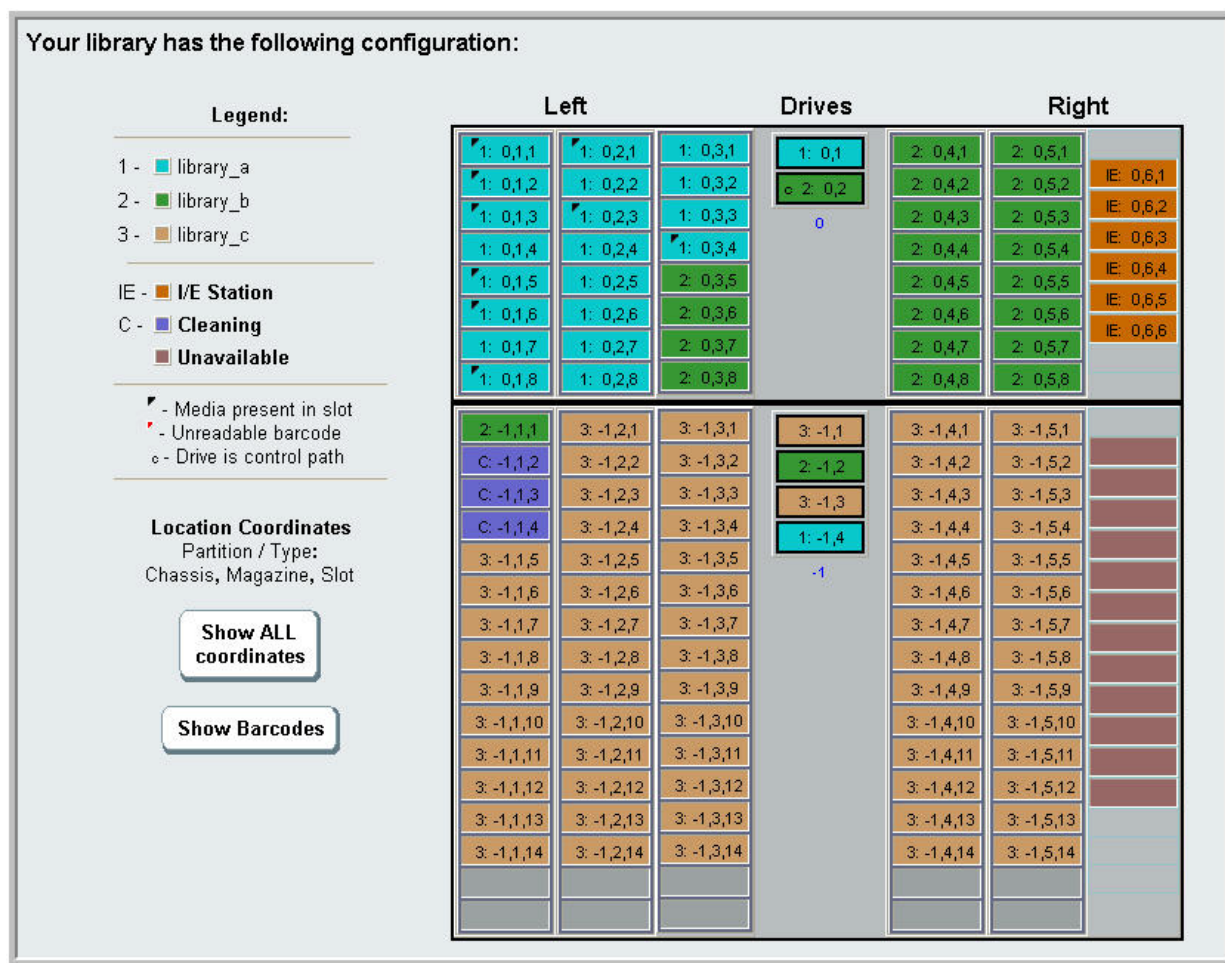 Your library has the following configuration:
Legend:
1 - library_a
2 - library_b
3 - library_c
IE - I/E Station
C - Cleaning
Unavailable
- Media present in slot
- Unreadable barcode
c - Drive is control path
Location Coordinates
Partition / Type:
Chassis, Magazine, Slot
Show ALL
coordinates
Show Barcodes
Left Drives Right
1: 0,1,1 1: 0,2,1 1: 0,3,1 1: 0,1 2: 0,4,1 2: 0,5,1
IE: 0,6,1
1: 0,1,2 1: 0,2,2 1: 0,3,2 c 2: 0,2 2: 0,4,2 2: 0,5,2
IE: 0,6,2
1: 0,1,3 1: 0,2,3 1: 0,3,3 0 2: 0,4,3 2: 0,5,3
IE: 0,6,3
1: 0,1,4 1: 0,2,4 1: 0,3,4 2: 0,4,4 2: 0,5,4
IE: 0,6,4
1: 0,1,5 1: 0,2,5 2: 0,3,5 2: 0,4,5 2: 0,5,5
IE: 0,6,5
1: 0,1,6 1: 0,2,6 2: 0,3,6 2: 0,4,6 2: 0,5,6
IE: 0,6,6
1: 0,1,7 1: 0,2,7 2: 0,3,7 2: 0,4,7 2: 0,5,7
1: 0,1,8 1: 0,2,8 2: 0,3,8 2: 0,4,8 2: 0,5,8
2: -1,1,1 3: -1,2,1 3: -1,3,1 3: -1,1 3: -1,4,1 3: -1,5,1
C: -1,1,2 3: -1,2,2 3: -1,3,2 2: -1,2 3: -1,4,2 3: -1,5,2
C: -1,1,3 3: -1,2,3 3: -1,3,3 3: -1,3 3: -1,4,3 3: -1,5,3
C: -1,1,4 3: -1,2,4 3: -1,3,4 1: -1,4 3: -1,4,4 3: -1,5,4
3: -1,1,5 3: -1,2,5 3: -1,3,5 -1 3: -1,4,5 3: -1,5,5
3: -1,1,6 3: -1,2,6 3: -1,3,6 3: -1,4,6 3: -1,5,6
3: -1,1,7 3: -1,2,7 3: -1,3,7 3: -1,4,7 3: -1,5,7
3: -1,1,8 3: -1,2,8 3: -1,3,8 3: -1,4,8 3: -1,5,8
3: -1,1,9 3: -1,2,9 3: -1,3,9 3: -1,4,9 3: -1,5,9
3: -1,1,10 3: -1,2,10 3: -1,3,10 3: -1,4,10 3: -1,5,10
3: -1,1,11 3: -1,2,11 3: -1,3,11 3: -1,4,11 3: -1,5,11
3: -1,1,12 3: -1,2,12 3: -1,3,12 3: -1,4,12 3: -1,5,12
3: -1,1,13 3: -1,2,13 3: -1,3,13 3: -1,4,13 3: -1,5,13
3: -1,1,14 3: -1,2,14 3: -1,3,14 3: -1,4,14 3: -1,5,14